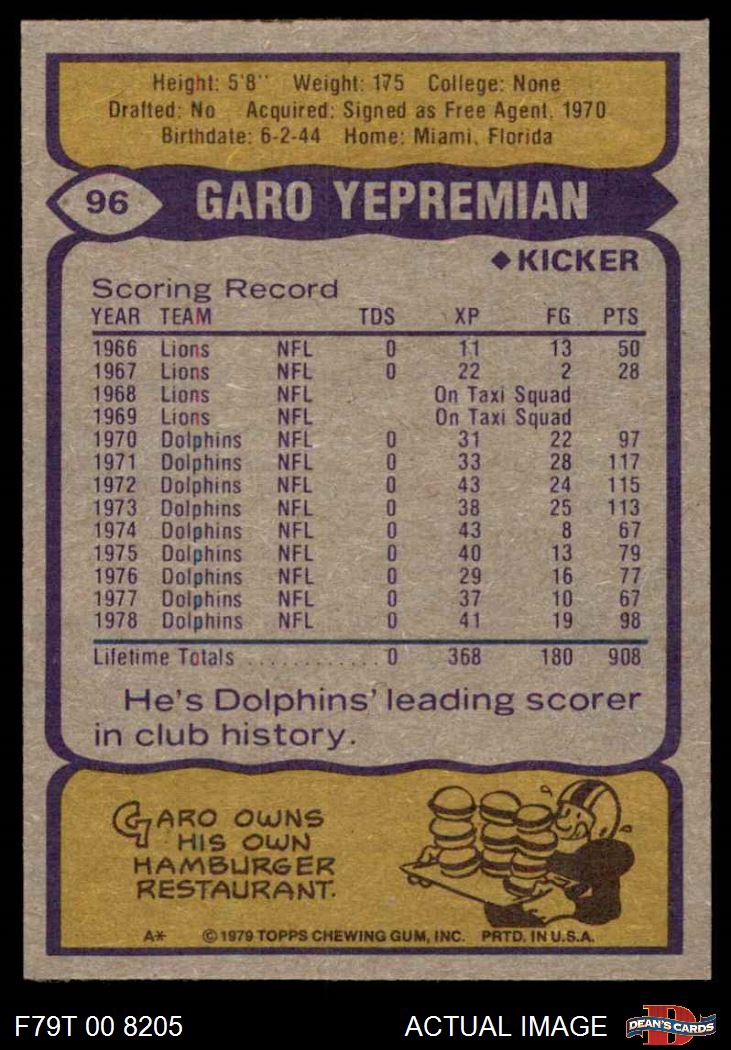 Height: 5'8" Weight: 175 College: None
Drafted: No Acquired: Signed as Free Agent, 1970
Birthdate: 6-2-44 Home: Miami, Florida
96 GARO YEPREMIAN
◆KICKER
Scoring Record
YEAR TEAM TDS XP FG PTS
1966 Lions NFL 0 11 13 50
1967 Lions NFL 0 22 2 28
1968 Lions NFL On Taxi Squad
1969 Lions NFL On Taxi Squad
1970 Dolphins NFL 0 31 22 97
1971 Dolphins NFL 0 33 28 117
1972 Dolphins NFL 0 43 24 115
1973 Dolphins NFL 0 38 25 113
1974 Dolphins NFL 0 43 8 67
1975 Dolphins NFL 0 40 13 79
1976 Dolphins NFL 0 29 16 77
1977 Dolphins NFL 0 37 10 67
1978 Dolphins NFL 0 41 19 98
Lifetime Totals ............ 0 368 180 908
He's Dolphins' leading scorer
in club history.
GARO OWNS
HIS OWN
HAMBURGER
RESTAURANT.
A* © 1979 TOPPS CHEWING GUM, INC. PRTD. IN U.S.A.
F79T 00 8205 ACTUAL IMAGE D DEAN'S CARDS